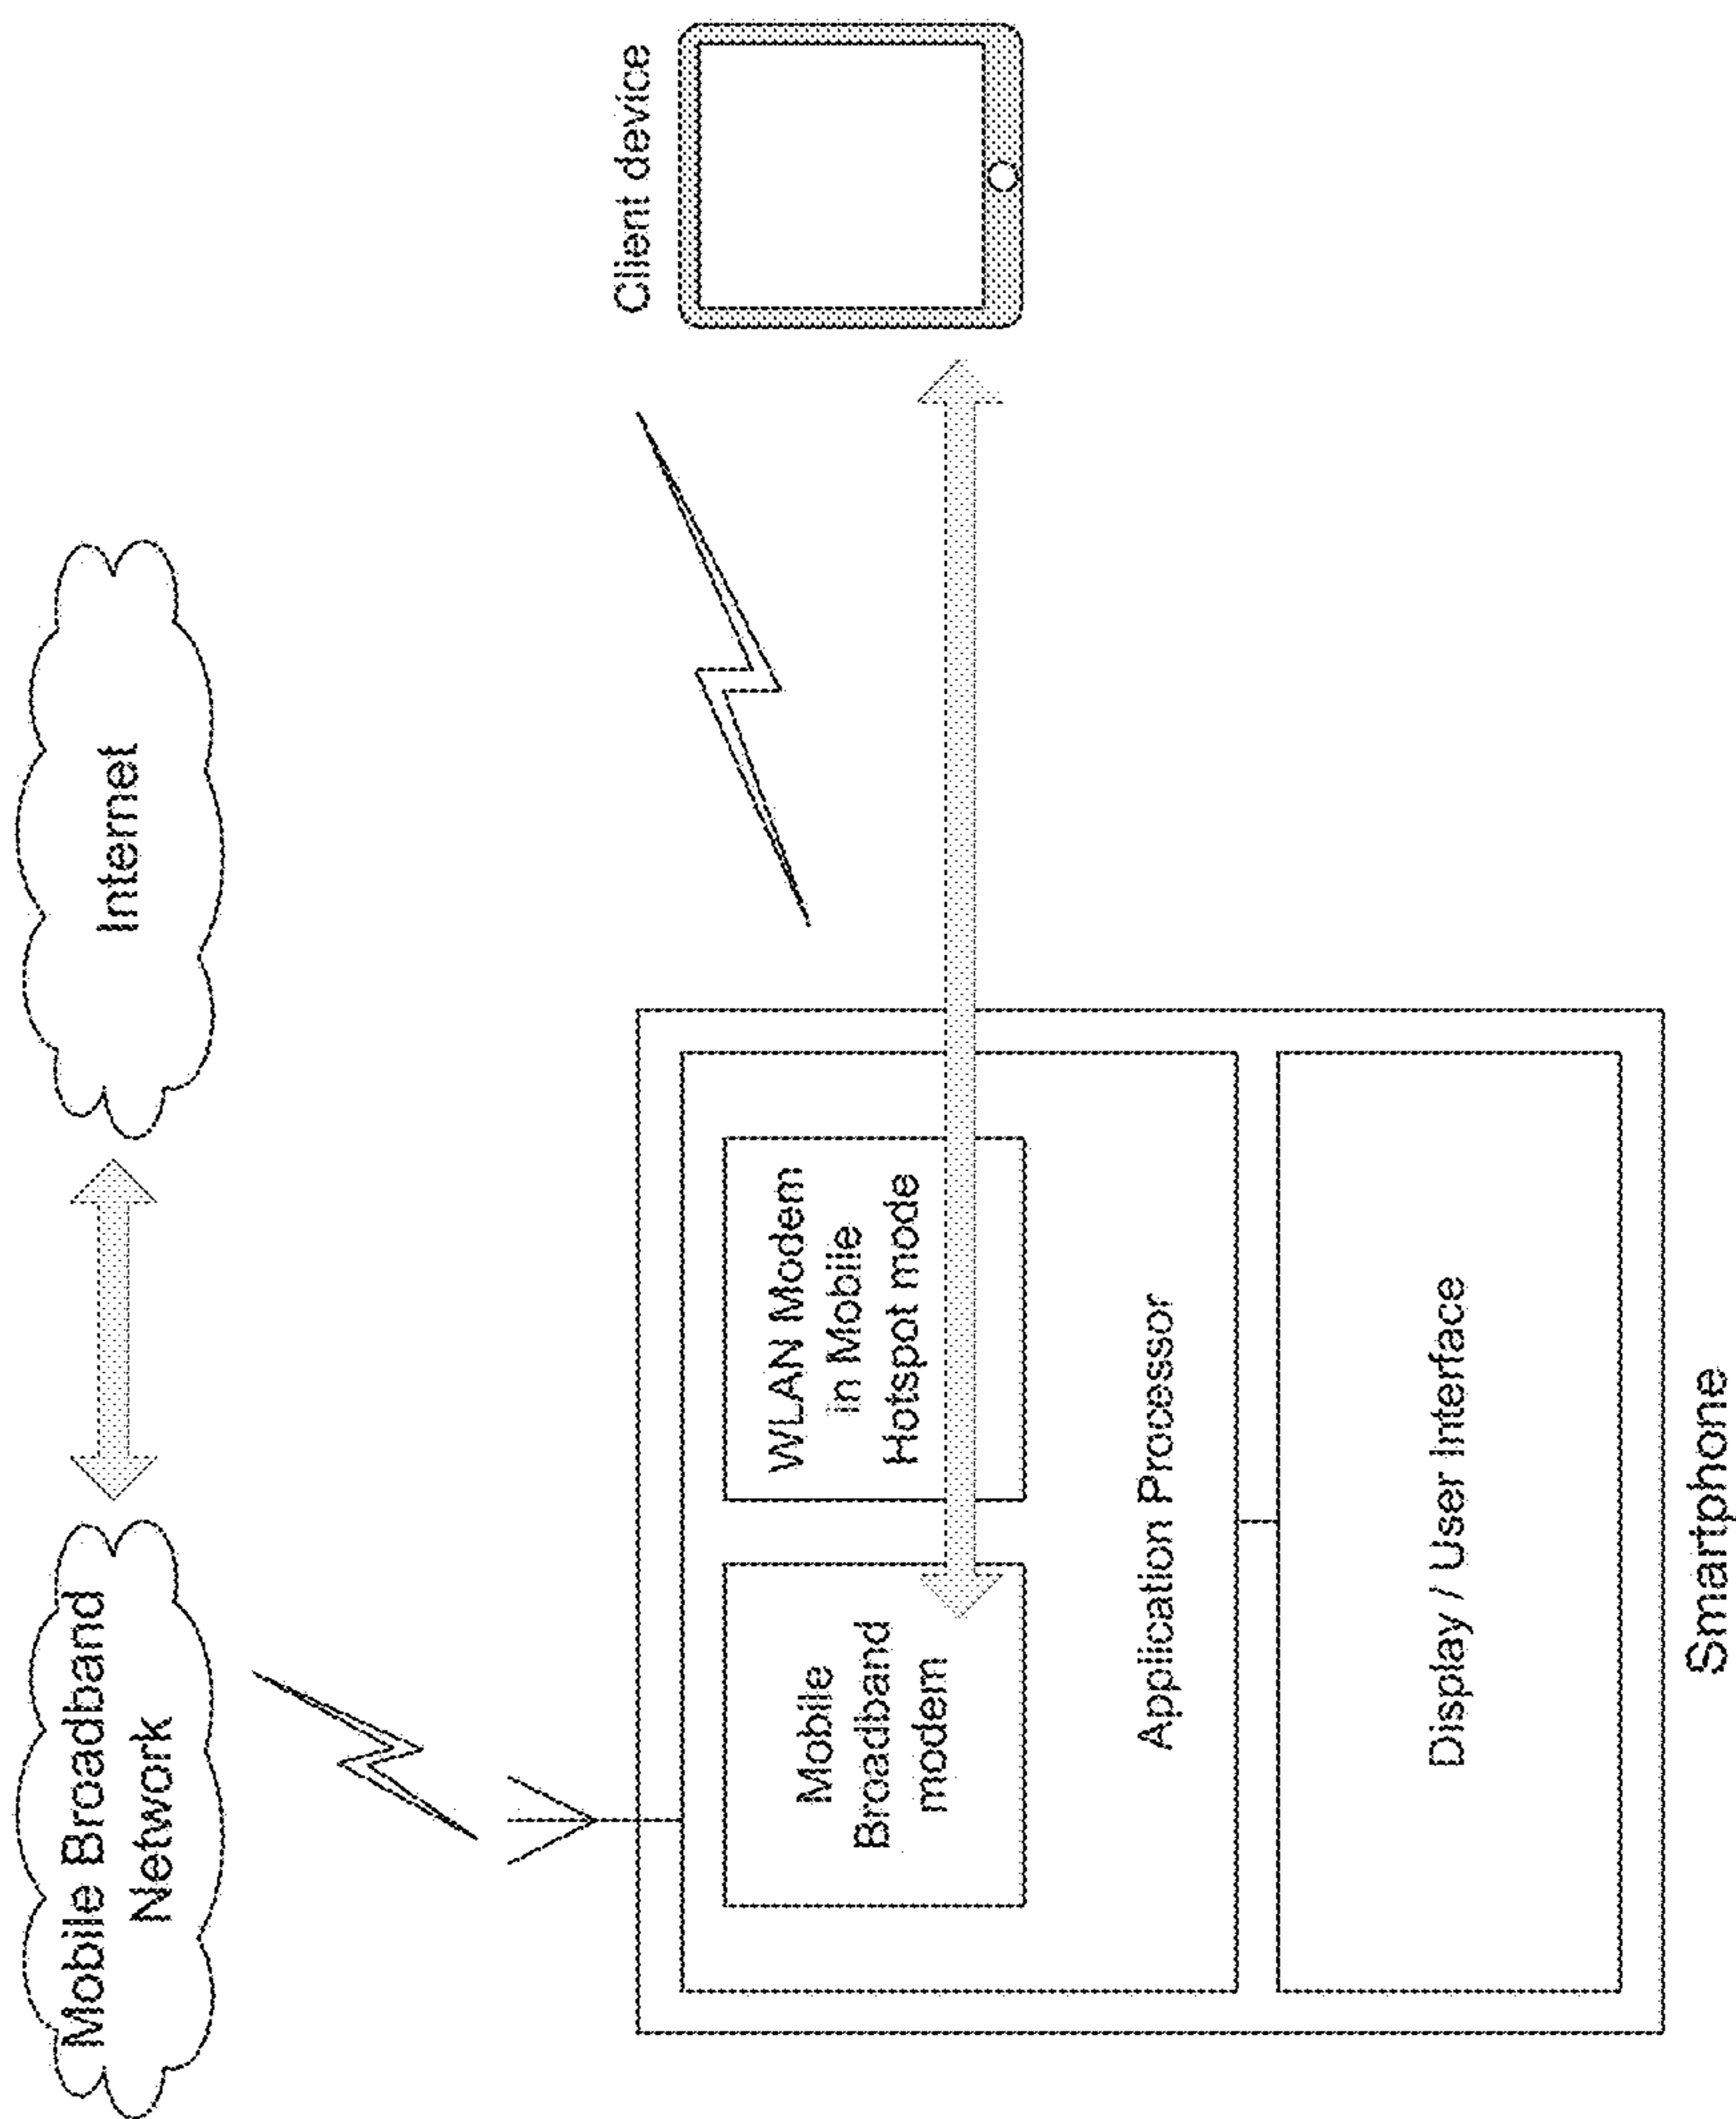 Mobile Broadband
Network
Internet
Client device
Mobile
Broadband
modem
WLAN Modem
in Mobile
Hotspot mode
Application Processor
Display / User Interface
Smartphone